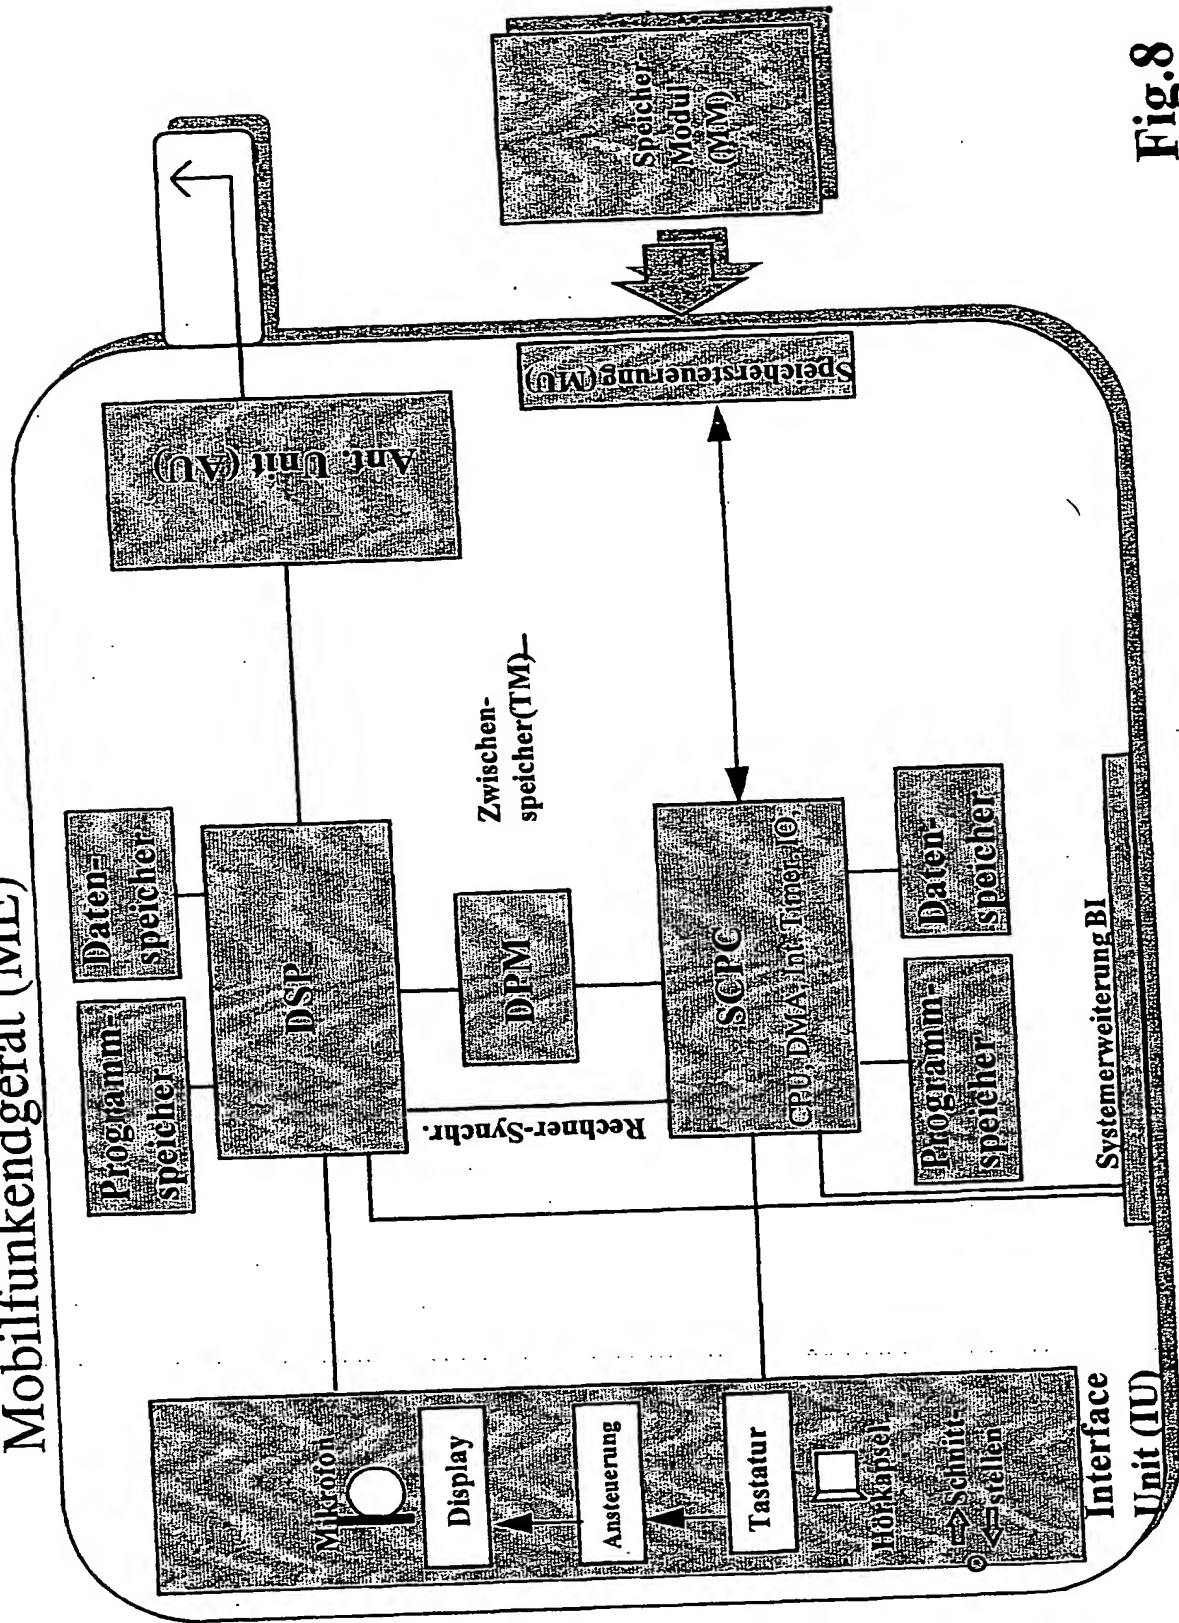 Mobilfunkendgerät (ME)
Programm-
speicher
Daten-
speicher
DSP
Ant. Unit (AU)
Mikrofon
Display
Ansteuerung
Tastatur
Hörkapsel
Schnitt-
stellen
Interface
Unit (IU)
Rechner-Synchr.
DPM
Zwischen-
speicher(TM)
SCPC
CPU, DMA, Int Timer, IO,
Programm-
speicher
Daten-
speicher
Systemerweiterung BI
Speichersteuerung (MU)
Speicher-
Modul
(MM)
Fig.8